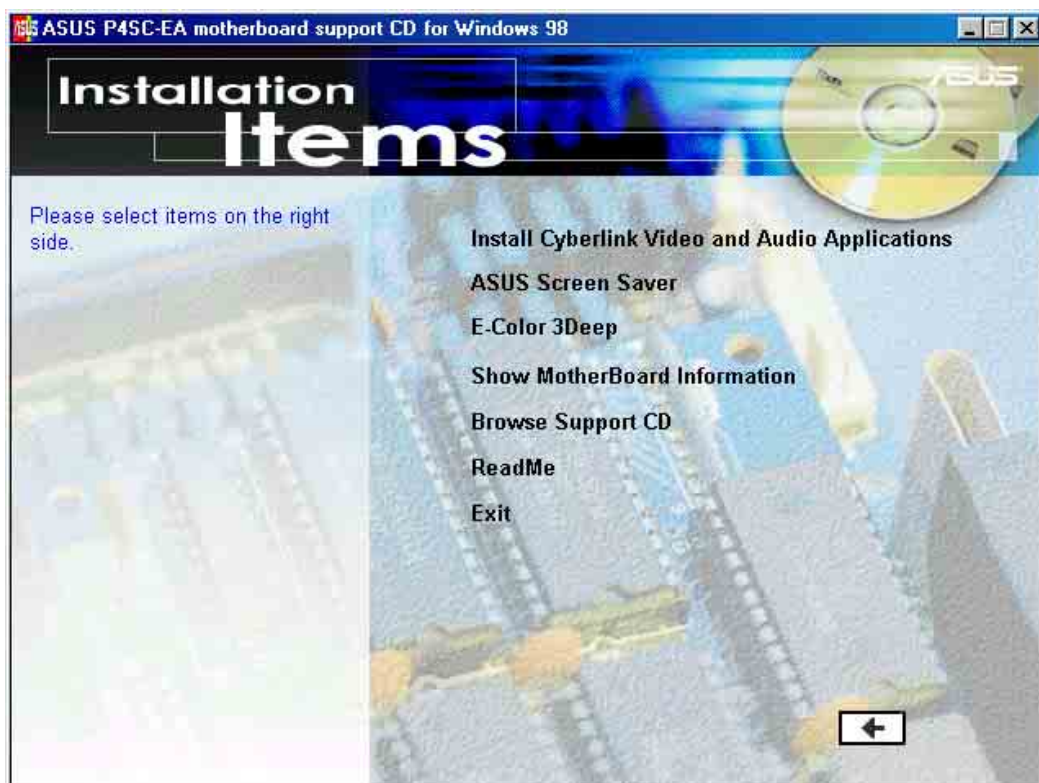 ASUS P4SC-EA motherboard support CD for Windows 98
Installation
Items
ASUS
Please select items on the right
side.
Install Cyberlink Video and Audio Applications
ASUS Screen Saver
E-Color 3Deep
Show MotherBoard Information
Browse Support CD
ReadMe
Exit